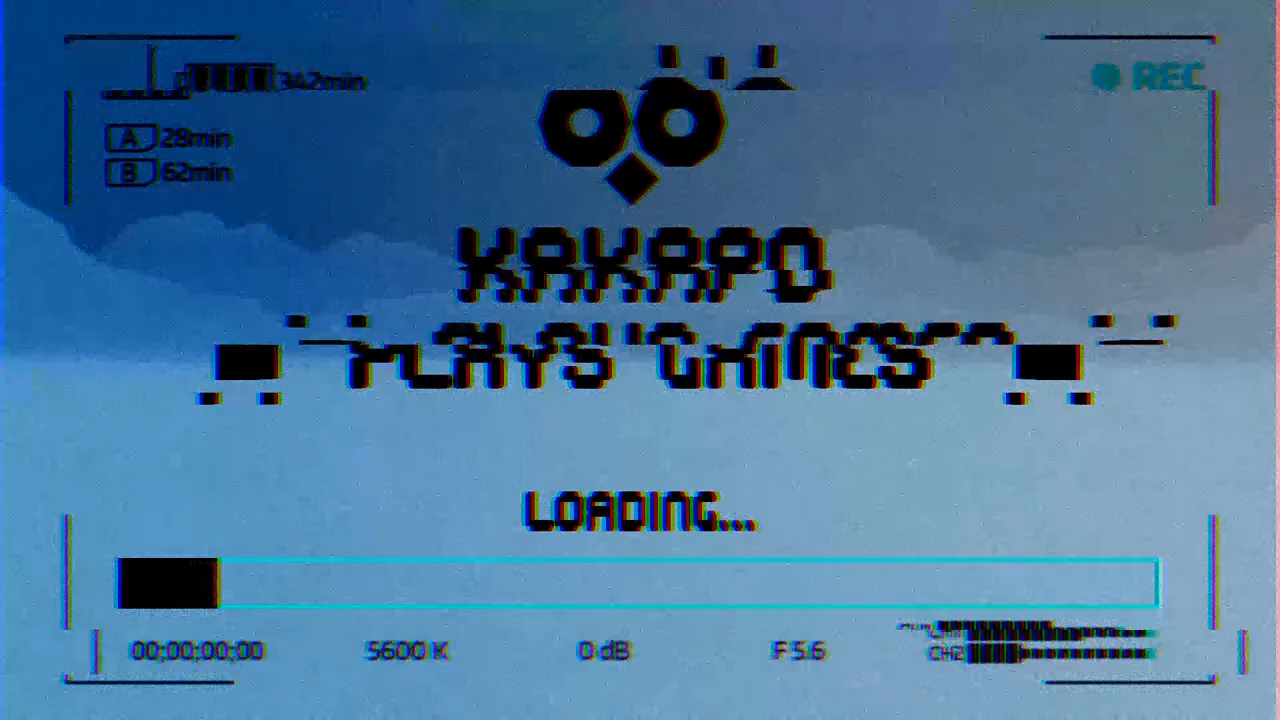 342min
REC
A 28min
B 62min
KAKAPO
PLAYS GAMES
LOADING...
00;00;00;00 5600 K 0 dB F 5.6 CH2